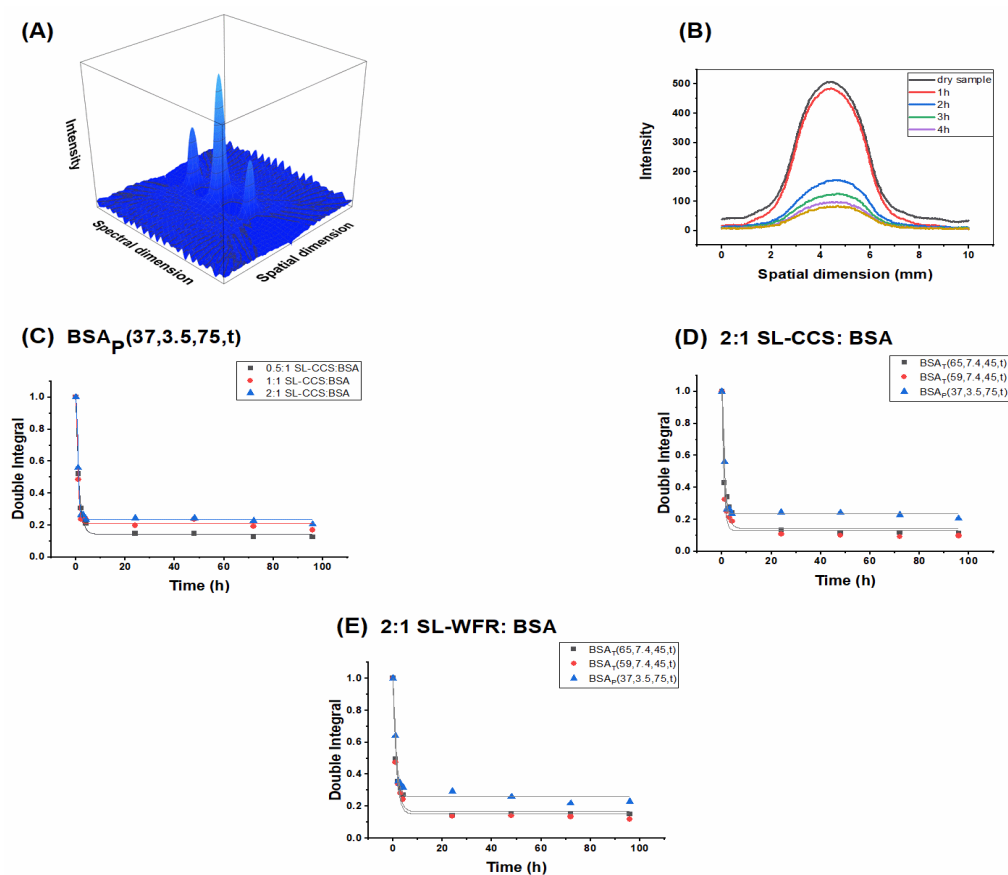 (A)
Intensity
Spectral dimension
Spatial dimension
(B)
Intensity
500
400
300
200
100
0
dry sample
1h
2h
3h
4h
0 2 4 6 8 10
Spatial dimension (mm)
(C) BSAP(37,3.5,75,t)
0.5:1 SL-CCS:BSA
1:1 SL-CCS:BSA
2:1 SL-CCS:BSA
Double Integral
1.0
0.8
0.6
0.4
0.2
0.0
0 20 40 60 80 100
Time (h)
(D) 2:1 SL-CCS: BSA
BSAT(65,7.4,45,t)
BSAT(59,7.4,45,t)
BSAP(37,3.5,75,t)
Double Integral
1.0
0.8
0.6
0.4
0.2
0.0
0 20 40 60 80 100
Time (h)
(E) 2:1 SL-WFR: BSA
BSAT(65,7.4,45,t)
BSAT(59,7.4,45,t)
BSAP(37,3.5,75,t)
Double Integral
1.0
0.8
0.6
0.4
0.2
0.0
0 20 40 60 80 100
Time (h)